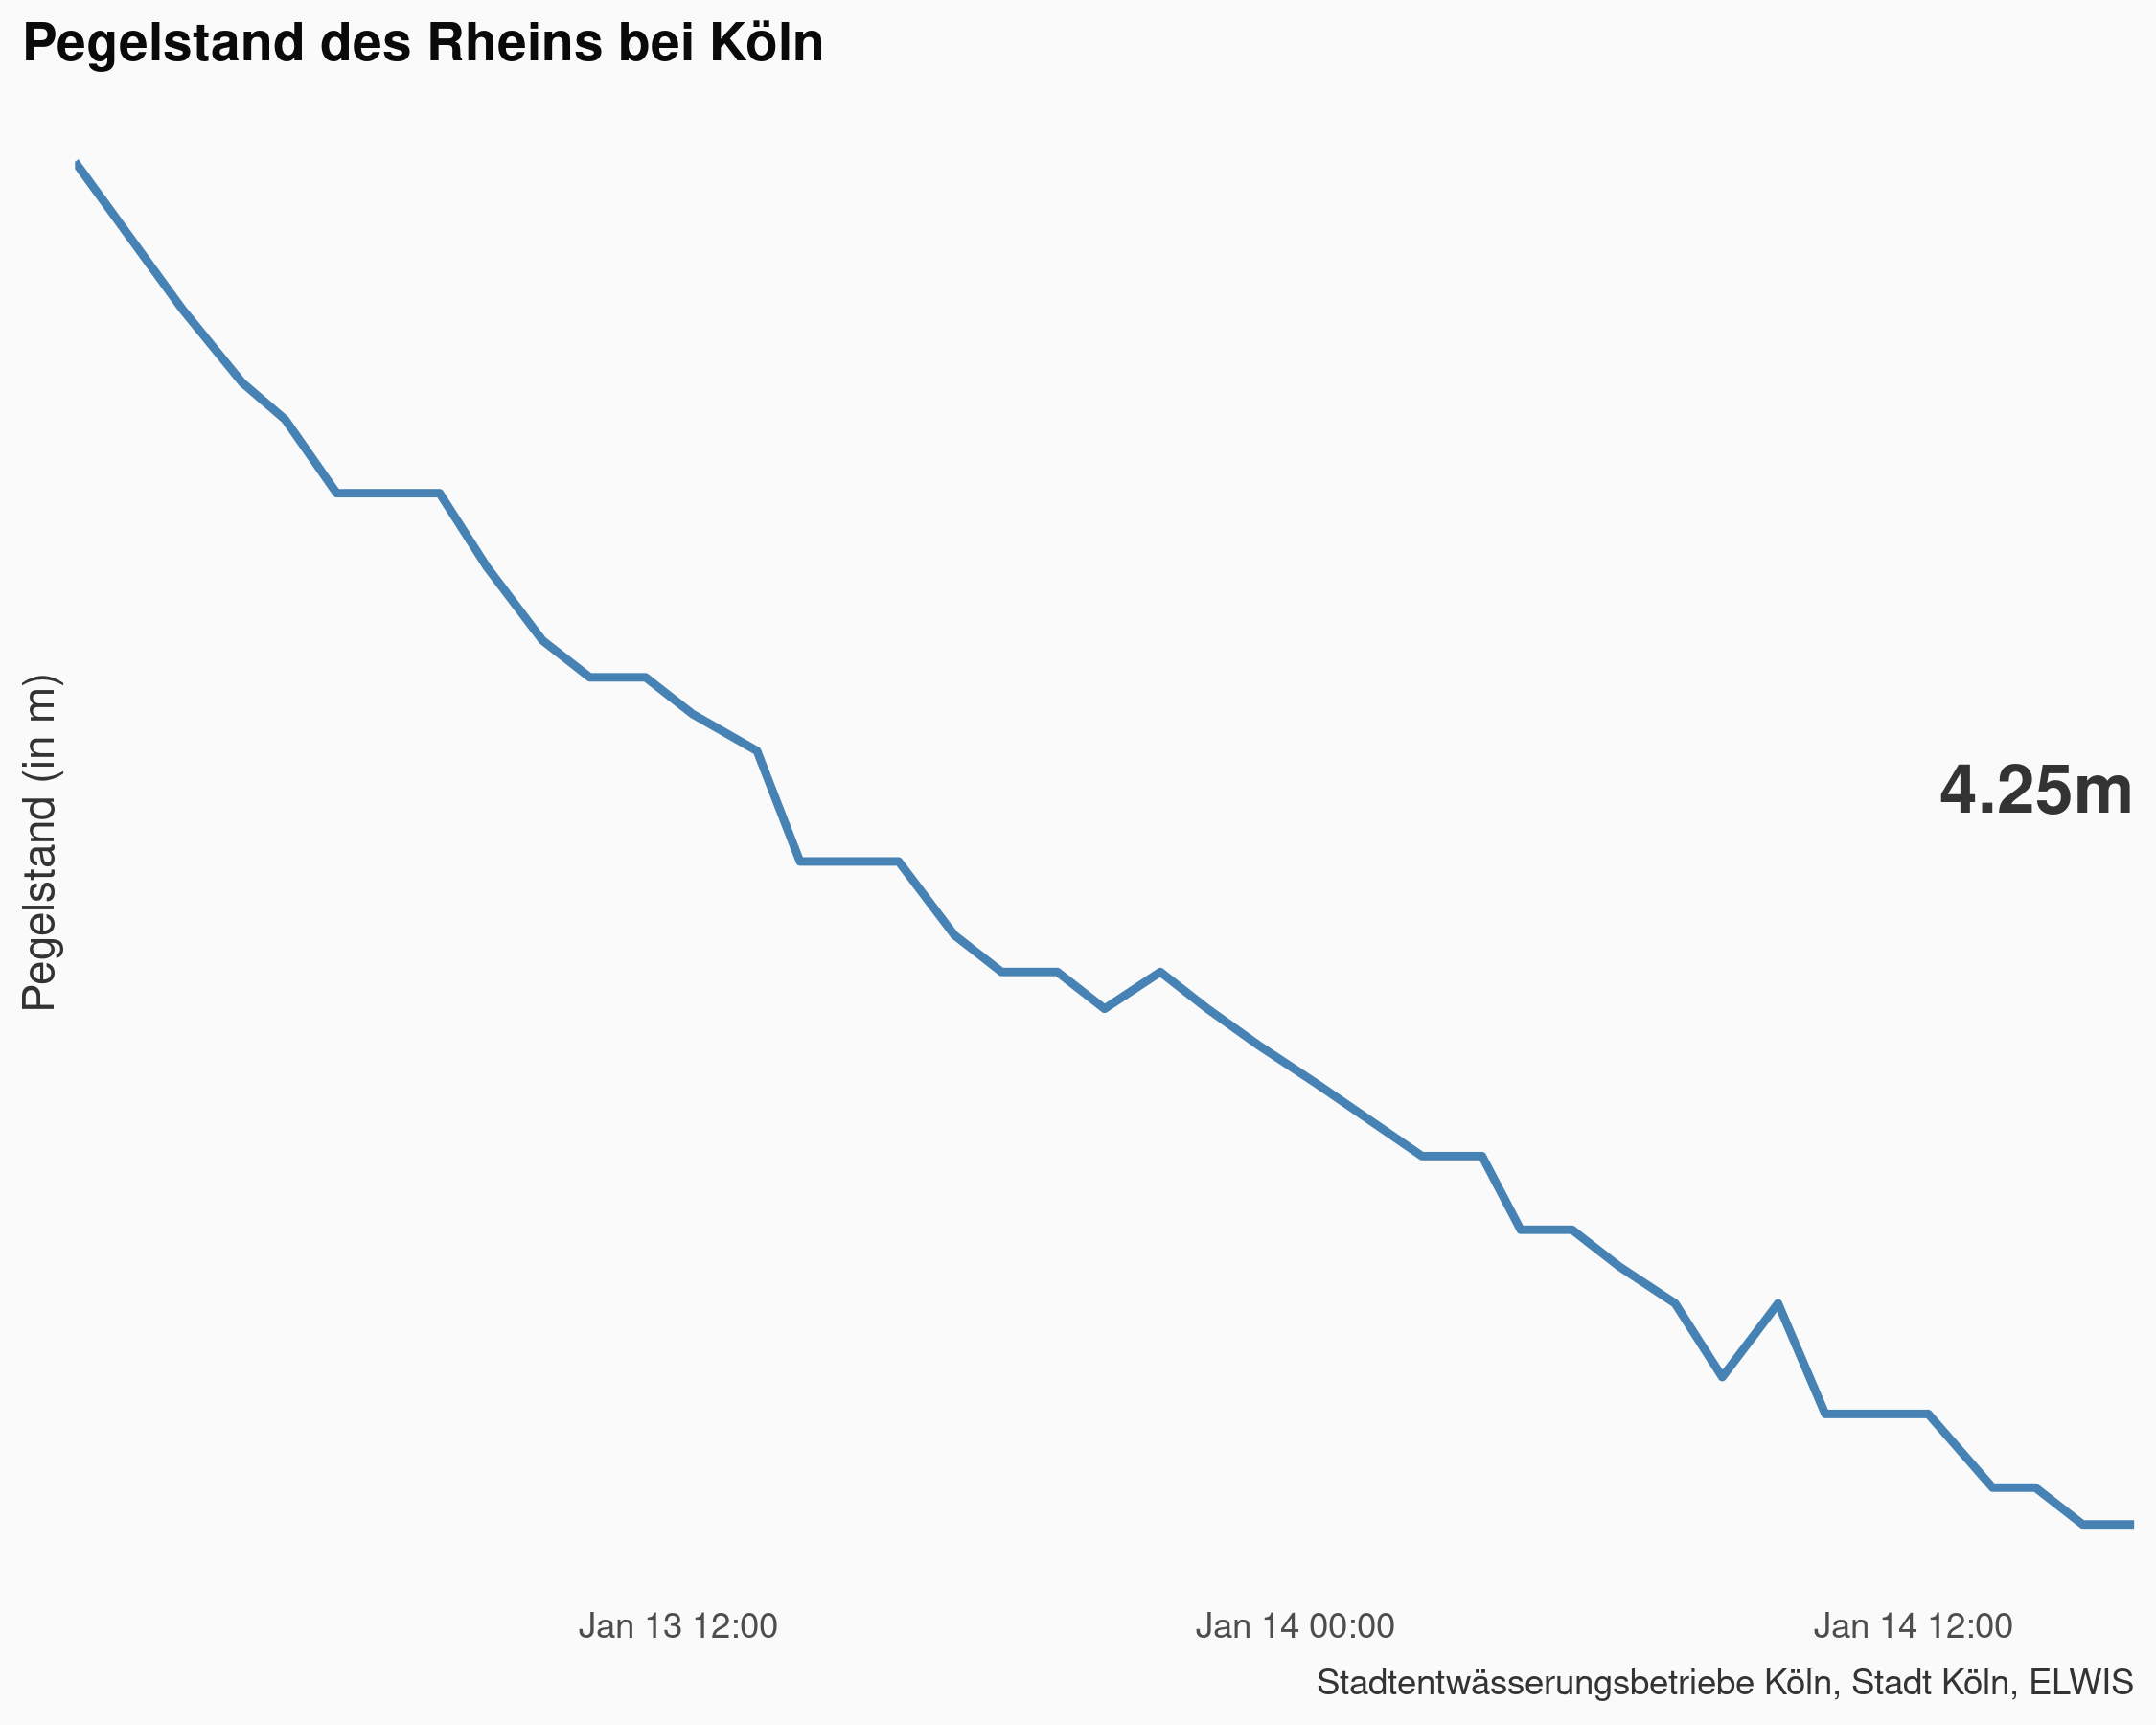 Pegelstand des Rheins bei Köln
Pegelstand (in m)
4.25m
Jan 13 12:00
Jan 14 00:00
Jan 14 12:00
Stadtentwässerungsbetriebe Köln, Stadt Köln, ELWIS